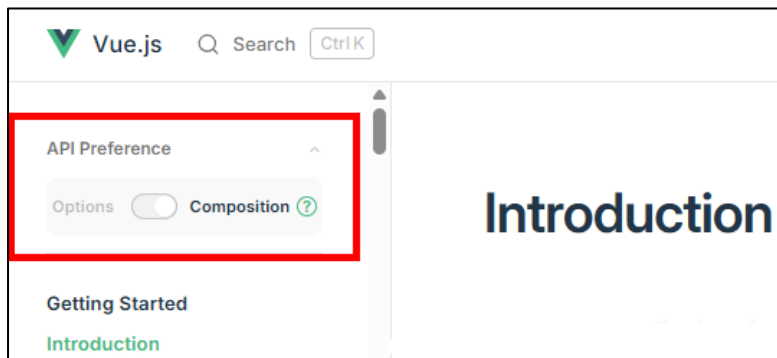 Vue.js Search Ctrl K
API Preference
Options Composition ?
Introduction
Getting Started
Introduction